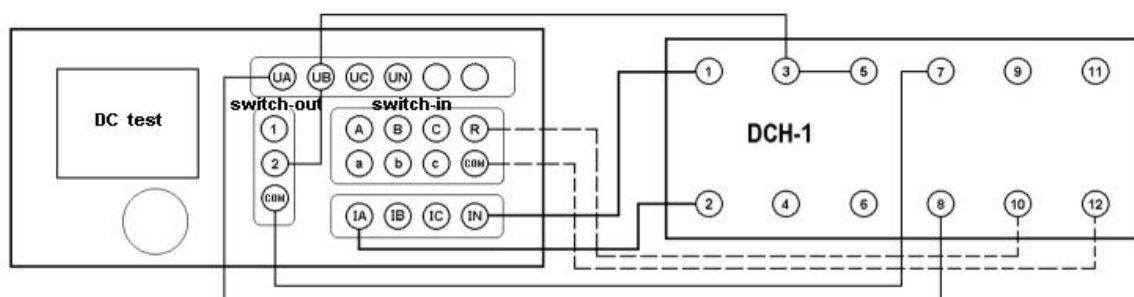 UA UB UC UN 1 3 5 7 9 11
switch-out switch-in
DC test
1 A B C R DCH-1
2 a b c COM
COM
IA IB IC IN 2 4 6 8 10 12